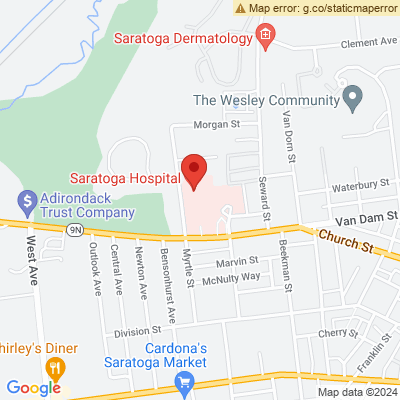 A Map error: g.co/staticmaperror
Saratoga Dermatology
Clement Ave
The Wesley Community
Morgan St
Van Dorn St
Saratoga Hospital
Seward St
Waterbury St
Adirondack
Trust Company
Van Dam St
9N
Church St
West Ave
Outlook Ave
Central Ave
Newton Ave
Bensonhurst Ave
Myrtle St
Marvin St
McNulty Way
Beekman St
Division St
Cherry St
Franklin St
hirley's Diner
Cardona's
Saratoga Market
Google
Map data ©2024